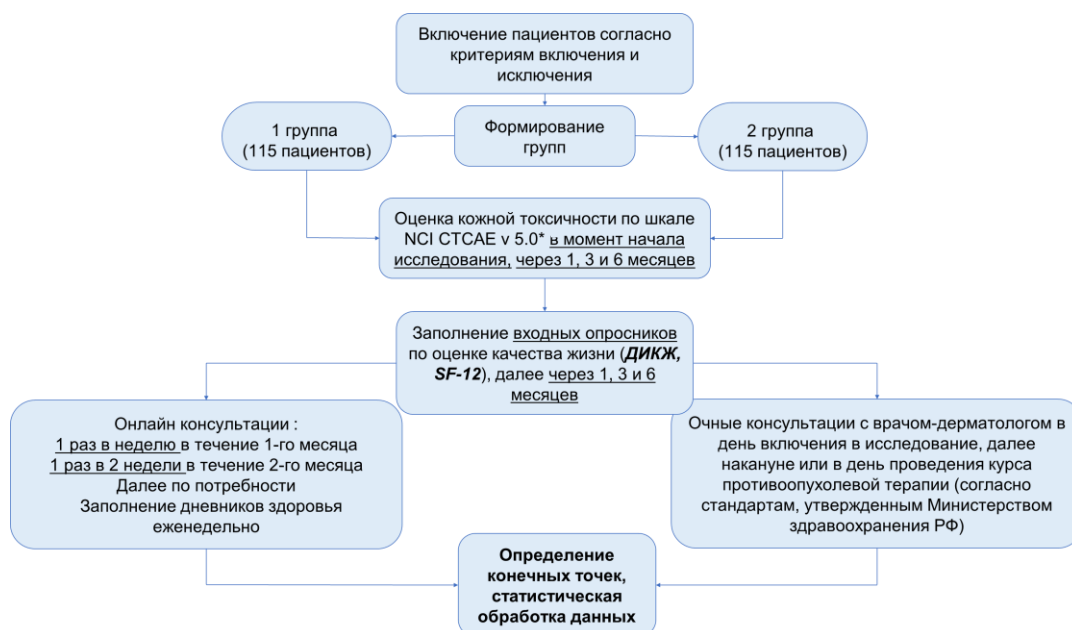 Включение пациентов согласно
критериям включения и
исключения
1 группа
(115 пациентов)
Формирование
групп
2 группа
(115 пациентов)
Оценка кожной токсичности по шкале
NCI CTCAE v 5.0* в момент начала
исследования, через 1, 3 и 6 месяцев
Заполнение входных опросников
по оценке качества жизни (ДИКЖ,
SF-12), далее через 1, 3 и 6
месяцев
Онлайн консультации :
1 раз в неделю в течение 1-го месяца
1 раз в 2 недели в течение 2-го месяца
Далее по потребности
Заполнение дневников здоровья
еженедельно
Очные консультации с врачом-дерматологом в
день включения в исследование, далее
накануне или в день проведения курса
противоопухолевой терапии (согласно
стандартам, утвержденным Министерством
здравоохранения РФ)
Определение
конечных точек,
статистическая
обработка данных